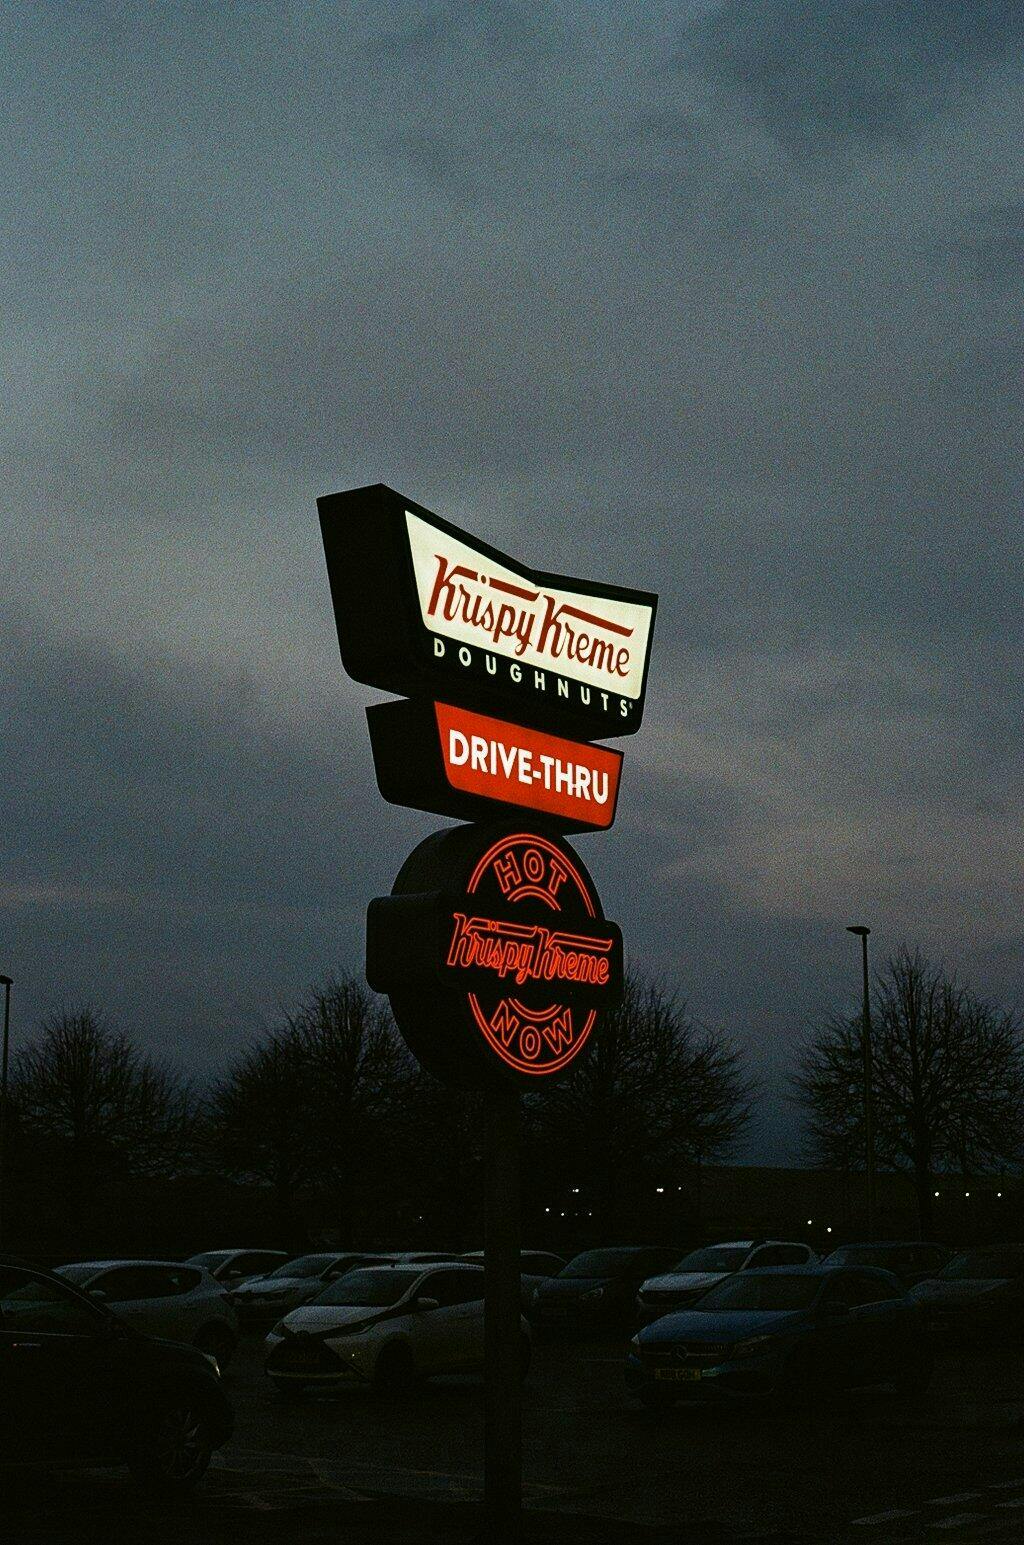 Krispy Kreme
DOUGHNUTS
DRIVE-THRU
HOT
Krispy Kreme
NOW